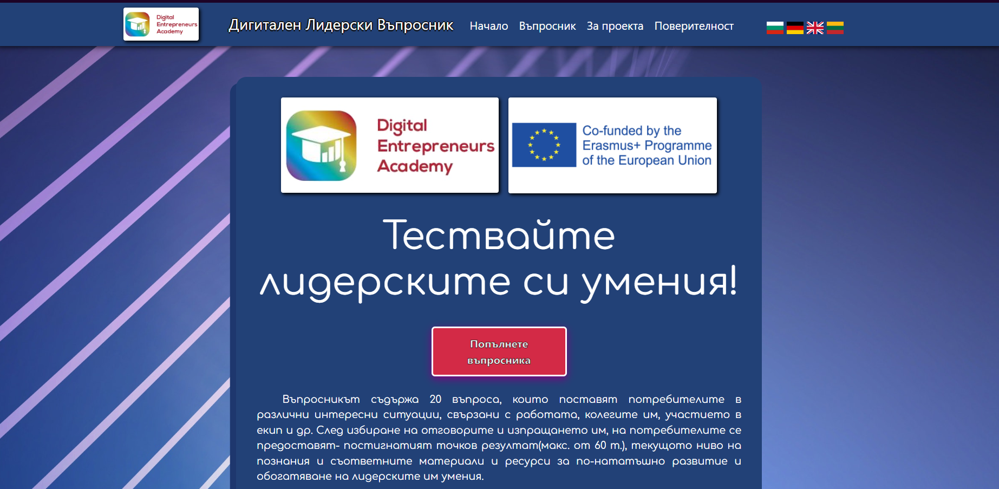 Digital
Entrepreneurs
Academy
Дигитален Лидерски Въпросник
Начало Въпросник За проекта Поверителност
Digital
Entrepreneurs
Academy
Co-funded by the
Erasmus+ Programme
of the European Union
Тествайте
лидерските си умения!
Попълнете
въпросника
Въпросникът съдържа 20 въпроса, които поставят потребителите в
различни интересни ситуации, свързани с работата, колегите им, участието в
екип и др. След избиране на отговорите и изпращането им, на потребителите се
предоставят- постигнатият точков резултат(макс. от 60 т.), текущото ниво на
познания и съответните материали и ресурси за по-нататъшно развитие и
обогатяване на лидерските им умения.